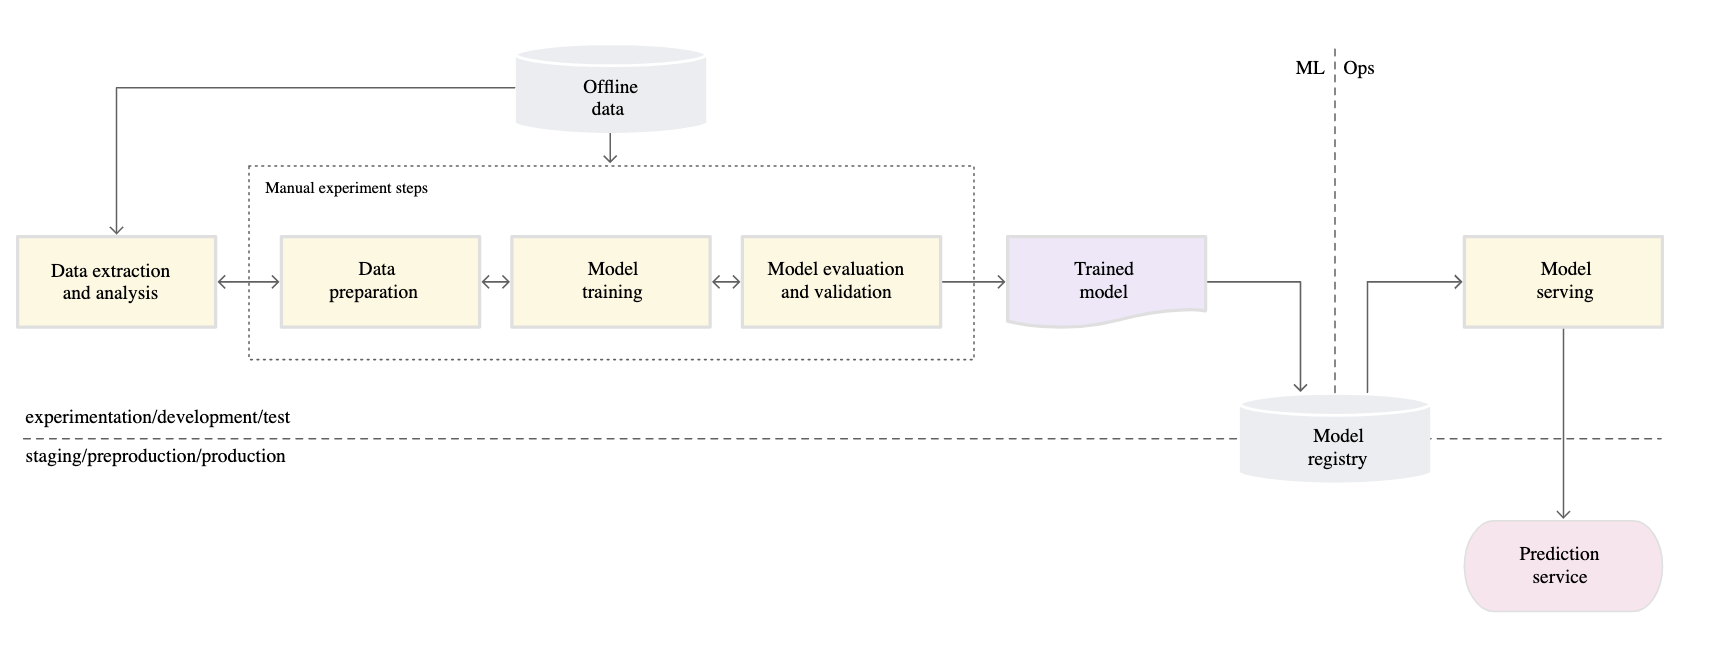 Offline
data
ML
Ops
Manual experiment steps
Data extraction
and analysis
Data
preparation
Model
training
Model evaluation
and validation
Trained
model
Model
serving
experimentation/development/test
staging/preproduction/production
Model
registry
Prediction
service